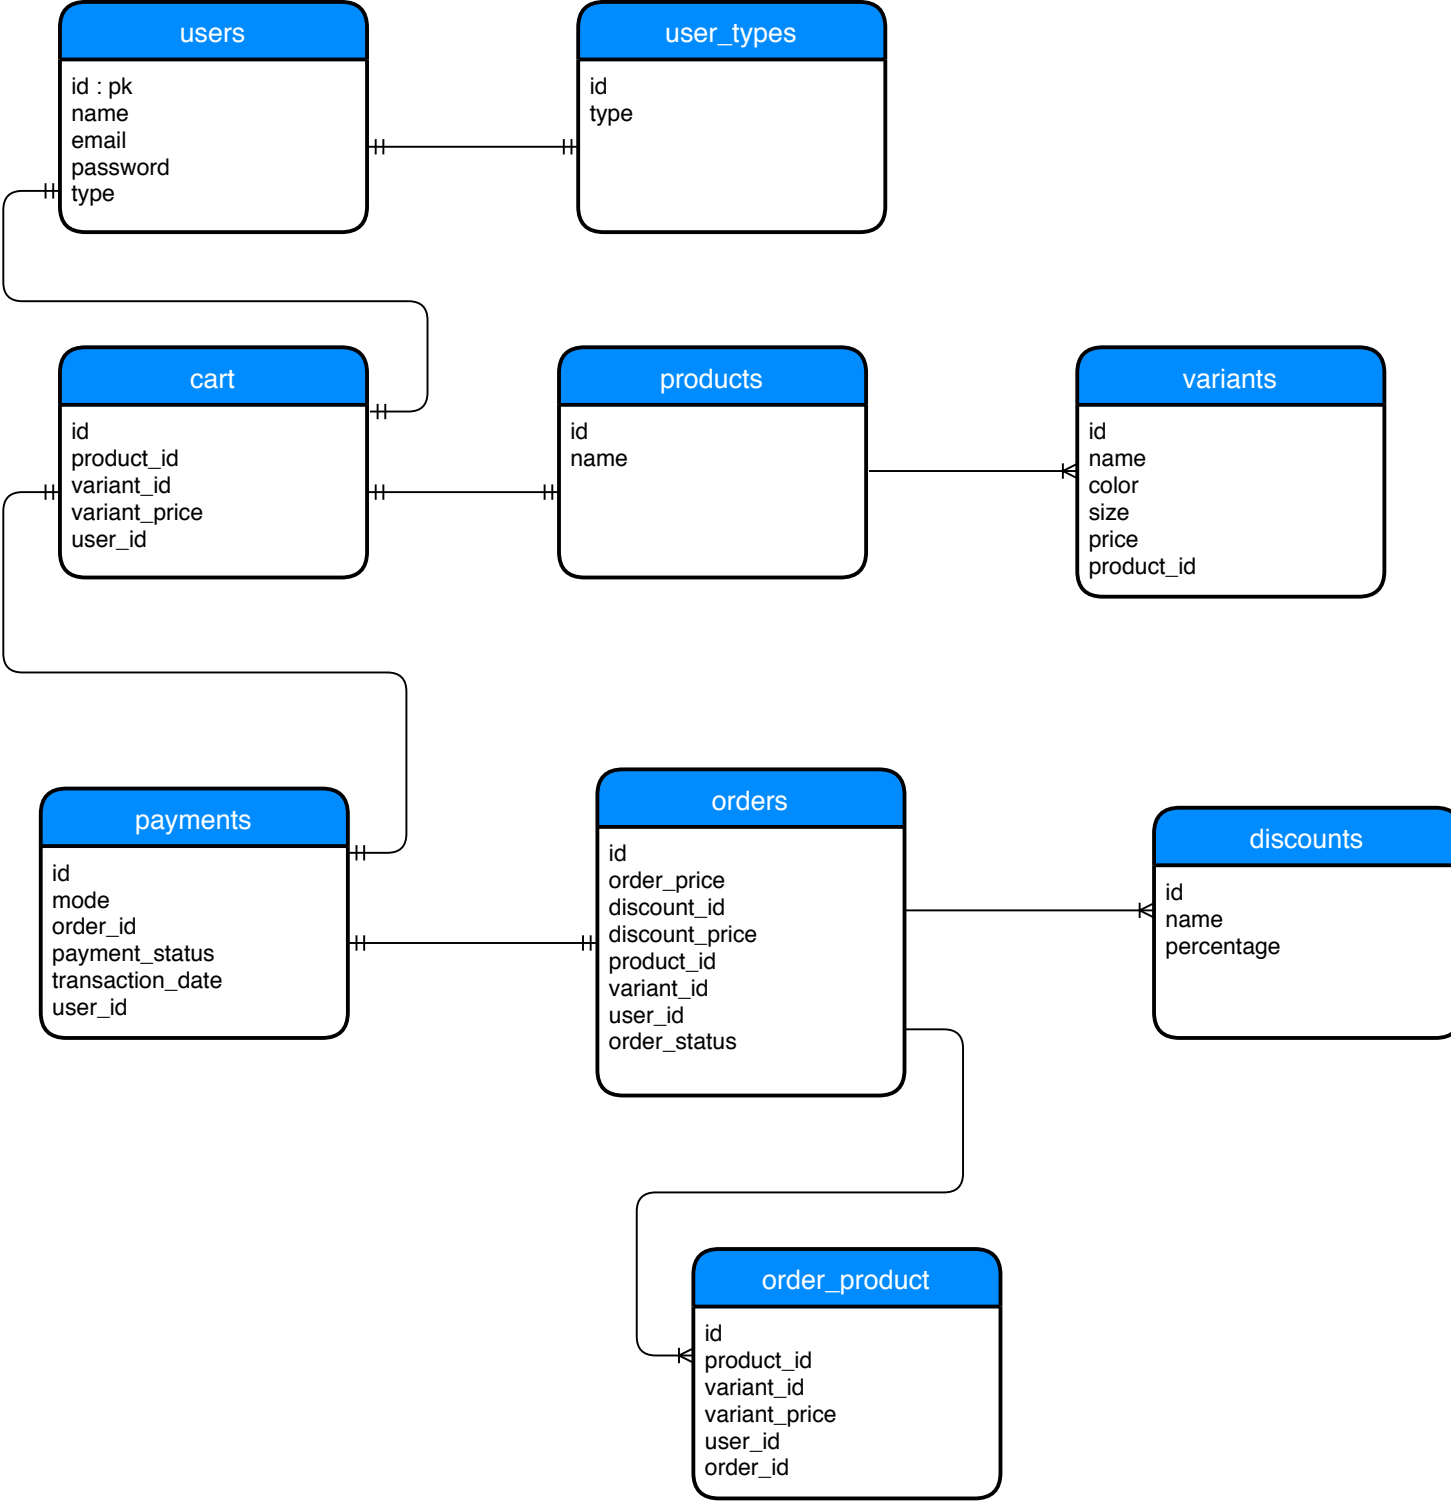 users
id : pk
name
email
password
type
user_types
id
type
cart
id
product_id
variant_id
variant_price
user_id
products
id
name
variants
id
name
color
size
price
product_id
payments
id
mode
order_id
payment_status
transaction_date
user_id
orders
id
order_price
discount_id
discount_price
product_id
variant_id
user_id
order_status
discounts
id
name
percentage
order_product
id
product_id
variant_id
variant_price
user_id
order_id